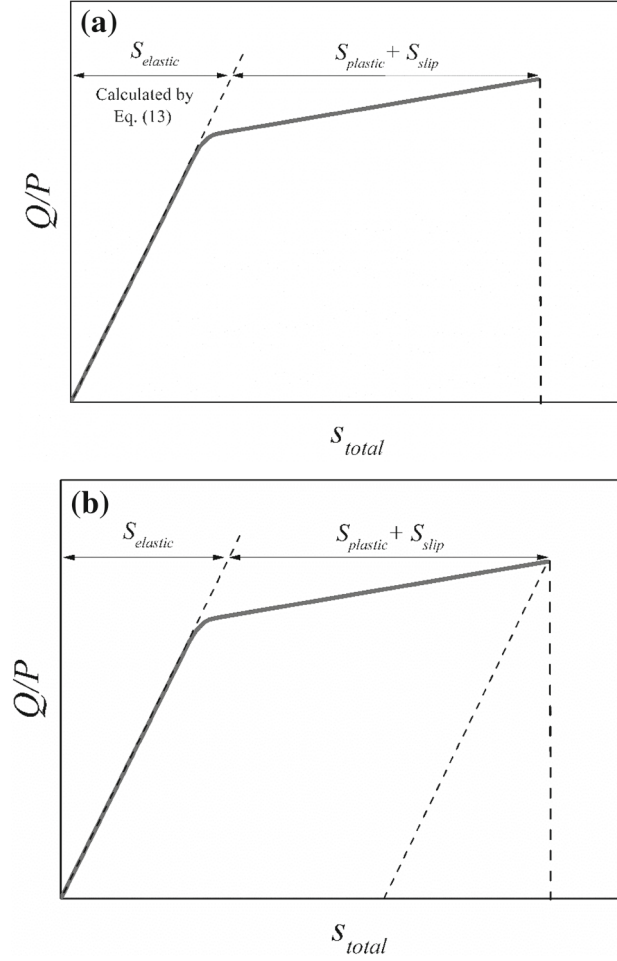 (a)
S_elastic
S_plastic + S_slip
Calculated by
Eq. (13)
Q/P
s_total
(b)
S_elastic
S_plastic + S_slip
Q/P
s_total